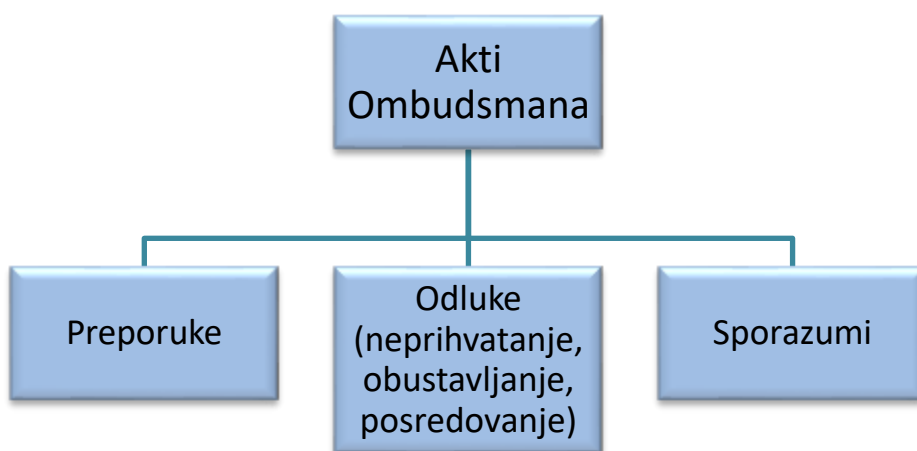 Akti
Ombudsmana
Preporuke
Odluke
(neprihvatanje,
obustavljanje,
posredovanje)
Sporazumi